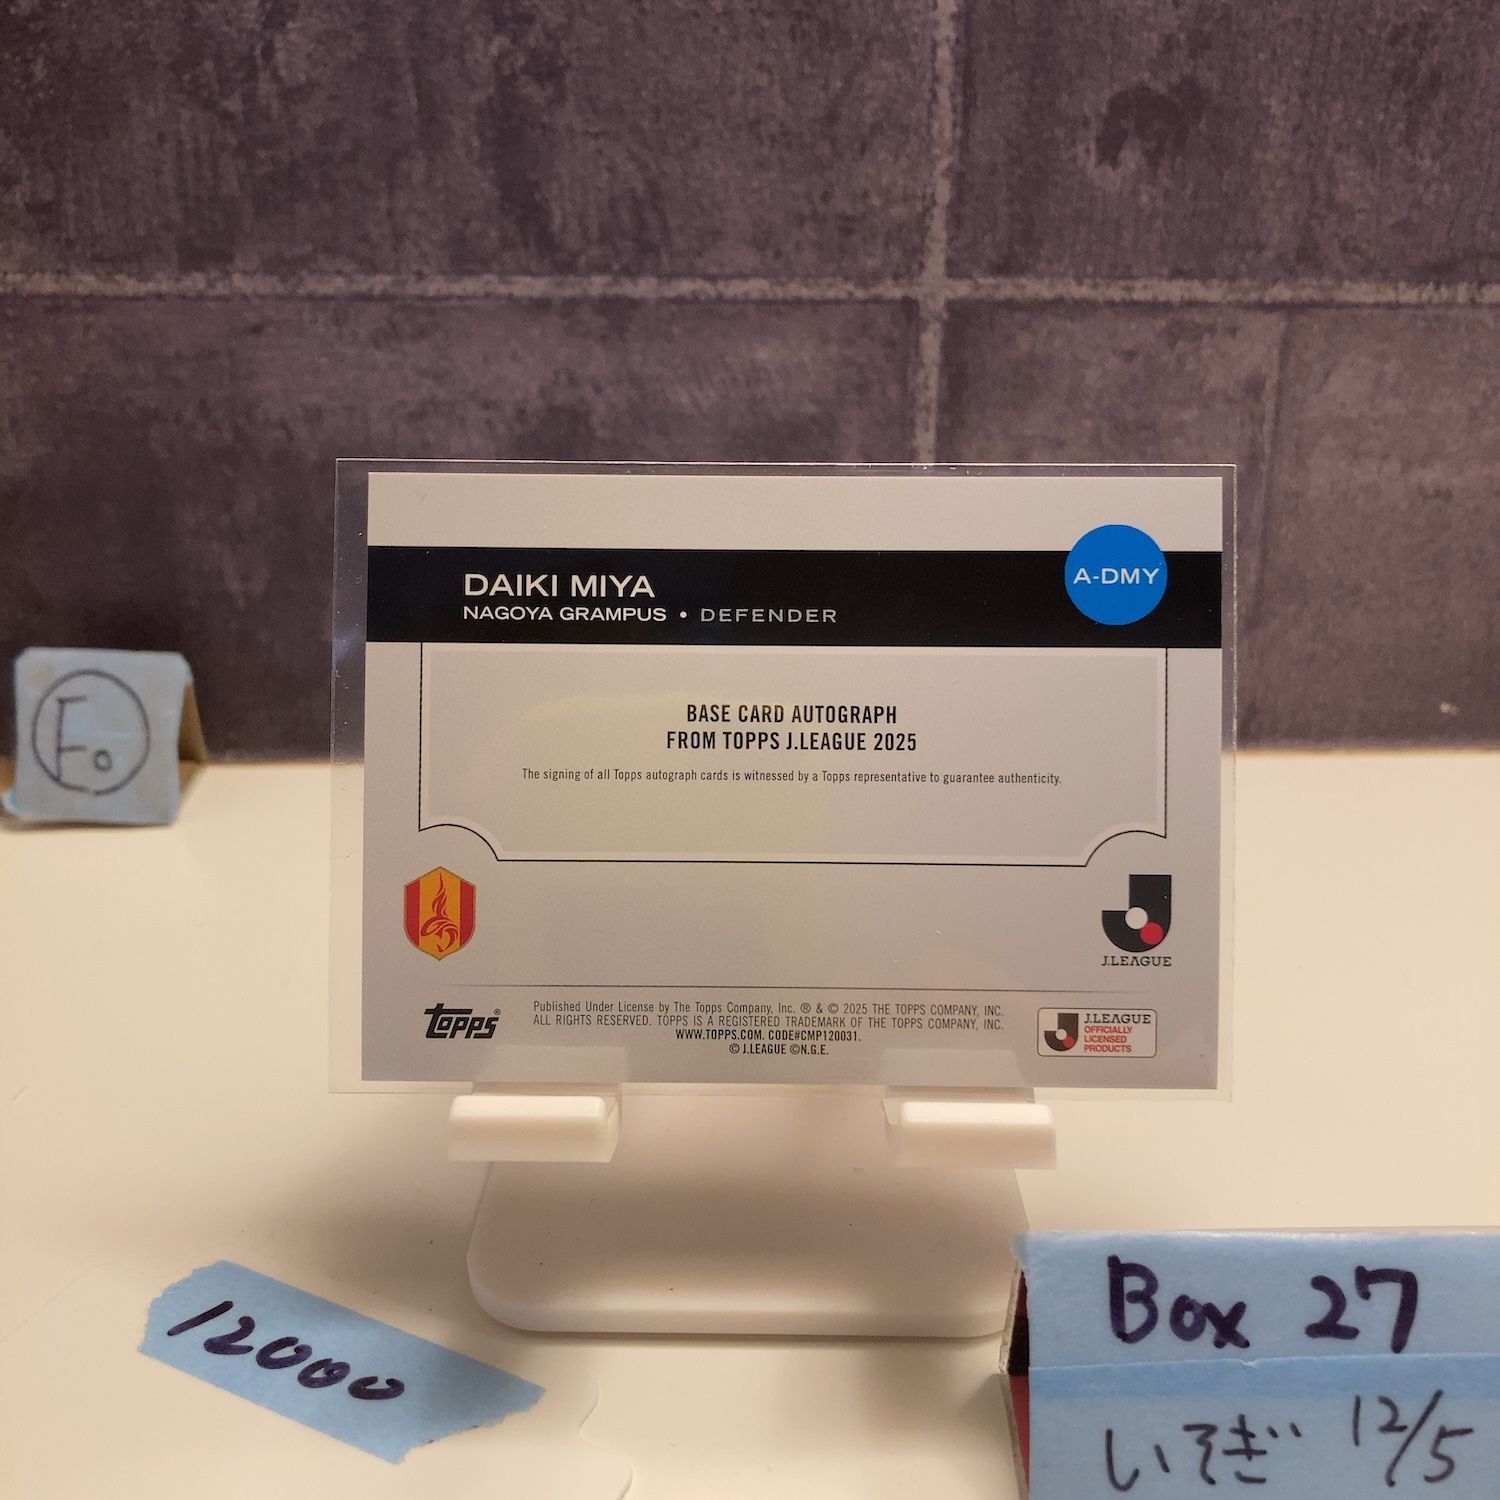 DAIKI MIYA
NAGOYA GRAMPUS • DEFENDER
A-DMY
BASE CARD AUTOGRAPH
FROM TOPPS J.LEAGUE 2025
The signing of all Topps autograph cards is witnessed by a Topps representative to guarantee authenticity.
J.LEAGUE
topps®
Published Under License by The Topps Company, Inc. ® & © 2025 THE TOPPS COMPANY, INC.
ALL RIGHTS RESERVED. TOPPS IS A REGISTERED TRADEMARK OF THE TOPPS COMPANY, INC.
WWW.TOPPS.COM. CODE#CMP120031.
© J.LEAGUE ©N.G.E.
J.LEAGUE
OFFICIALLY
LICENSED
PRODUCTS
Fo
12000
Box 27
いそぎ 12/5